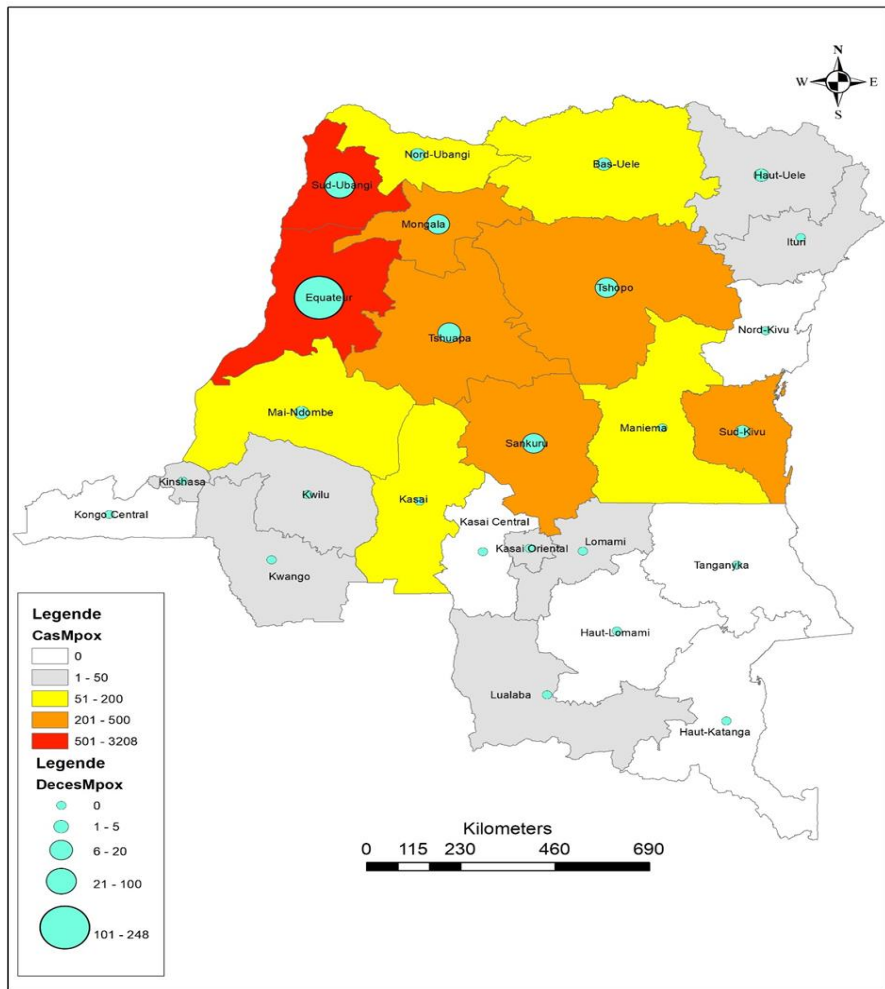 N
W E
S
Nord-Ubangi
Bas-Uele
Haut-Uele
Sud-Ubangi
Mongala
Ituri
Equateur
Tshopo
Tshuapa
Nord-Kivu
Mai-Ndombe
Maniema
Sud-Kivu
Sankuru
Kinshasa
Kwilu
Kasai
Kongo Central
Kasai Central
Kasai Oriental
Lomami
Kwango
Tanganyka
Haut-Lomami
Lualaba
Haut-Katanga
Legende
CasMpox
0
1 - 50
51 - 200
201 - 500
501 - 3208
Legende
DecesMpox
0
1 - 5
6 - 20
21 - 100
101 - 248
Kilometers
0 115 230 460 690